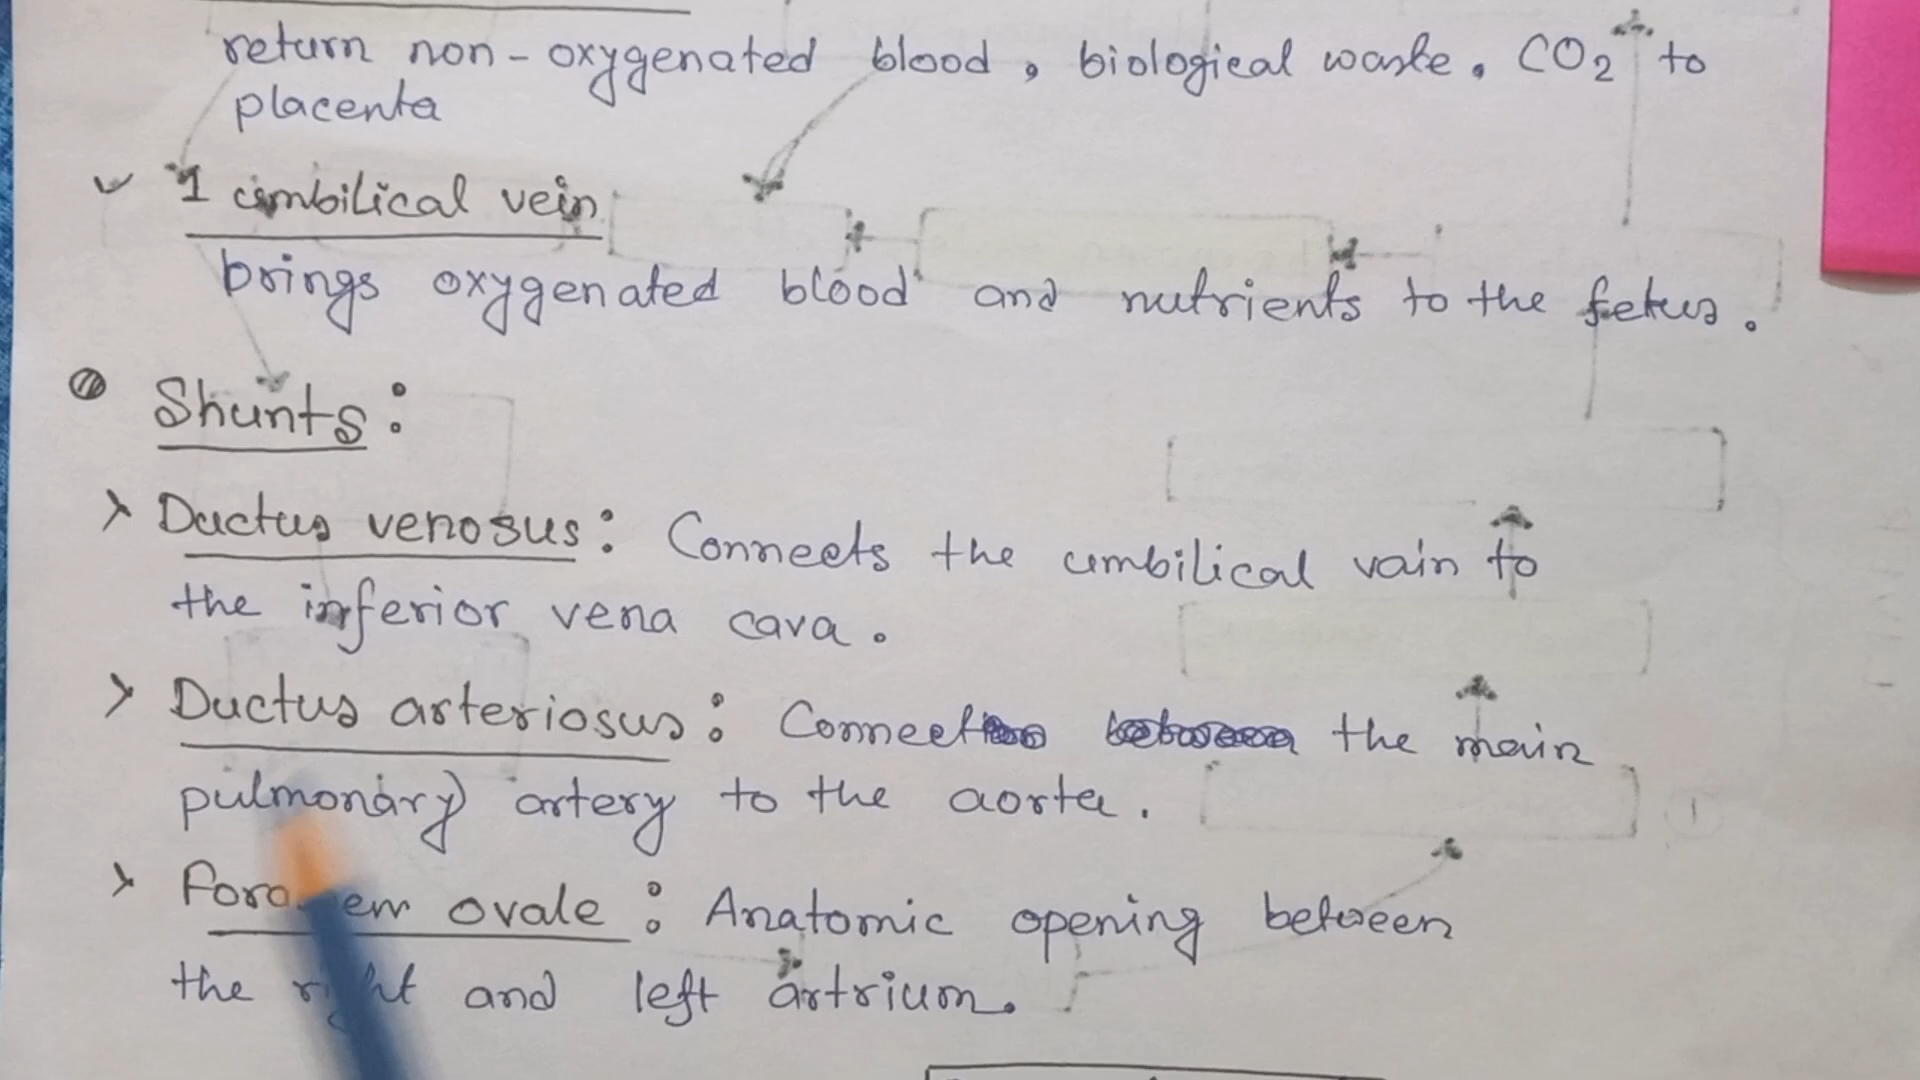 return non-oxygenated blood, biological waste, CO2 to
placenta
1 umbilical vein
brings oxygenated blood and nutrients to the fetus.
Shunts:
Ductus venosus: Connects the umbilical vain to
the inferior vena cava.
Ductus arteriosus: Connect the main
pulmonary artery to the aorta.
ovale: Anatomic opening between
the and left artrium.